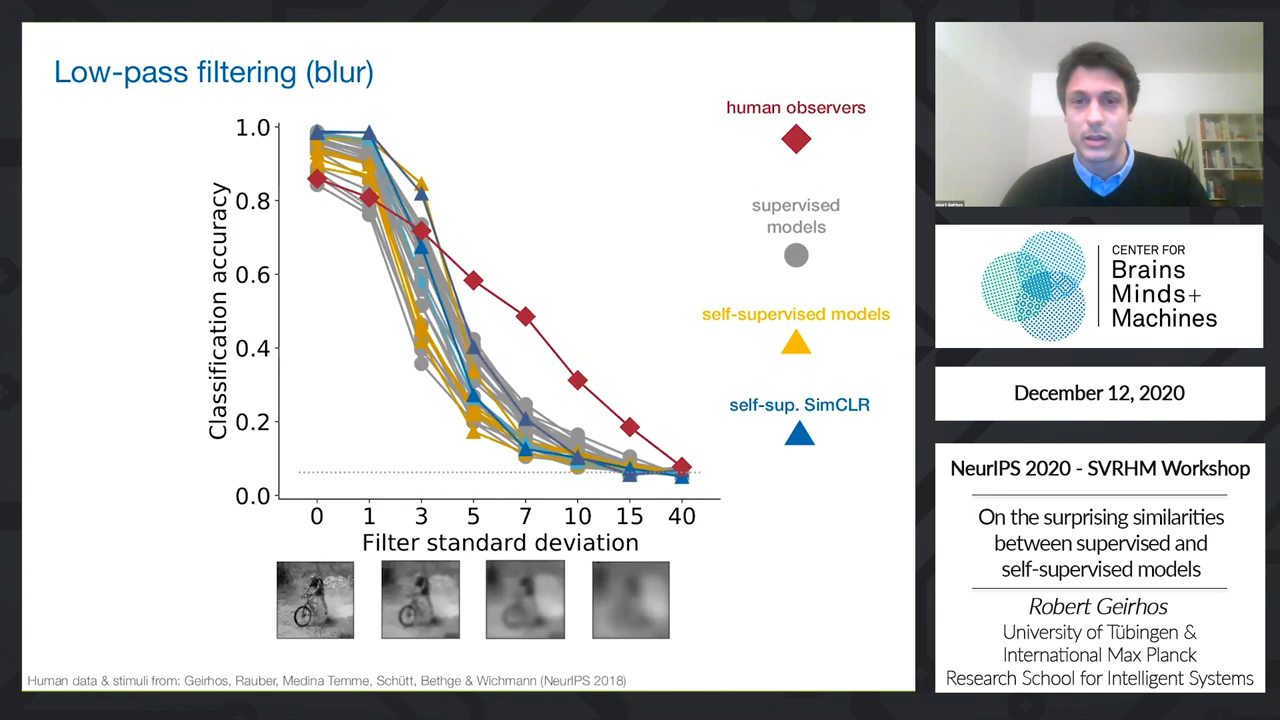 Low-pass filtering (blur)
Classification accuracy
1.0
0.8
0.6
0.4
0.2
0.0
0 1 3 5 7 10 15 40
Filter standard deviation
human observers
supervised
models
self-supervised models
self-sup. SimCLR
Human data & stimuli from: Geirhos, Rauber, Medina Temme, Schütt, Bethge & Wichmann (NeurIPS 2018)
Robert Geirhos
CENTER FOR
Brains
Minds+
Machines
December 12, 2020
NeurIPS 2020 - SVRHM Workshop
On the surprising similarities
between supervised and
self-supervised models
Robert Geirhos
University of Tübingen &
International Max Planck
Research School for Intelligent Systems